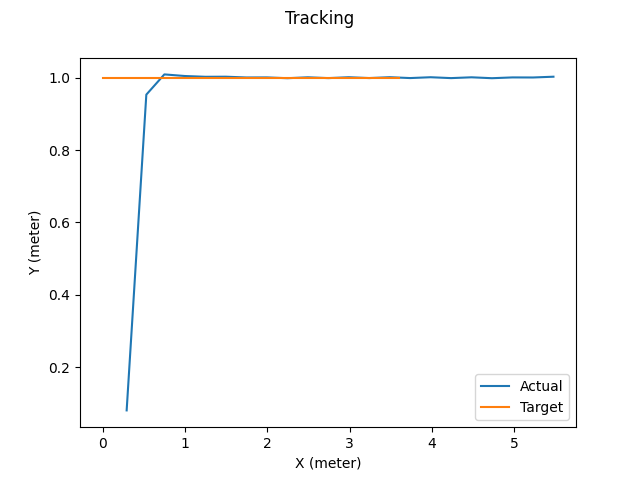 Tracking
Y (meter)
1.0
0.8
0.6
0.4
0.2
Actual
Target
0 1 2 3 4 5
X (meter)